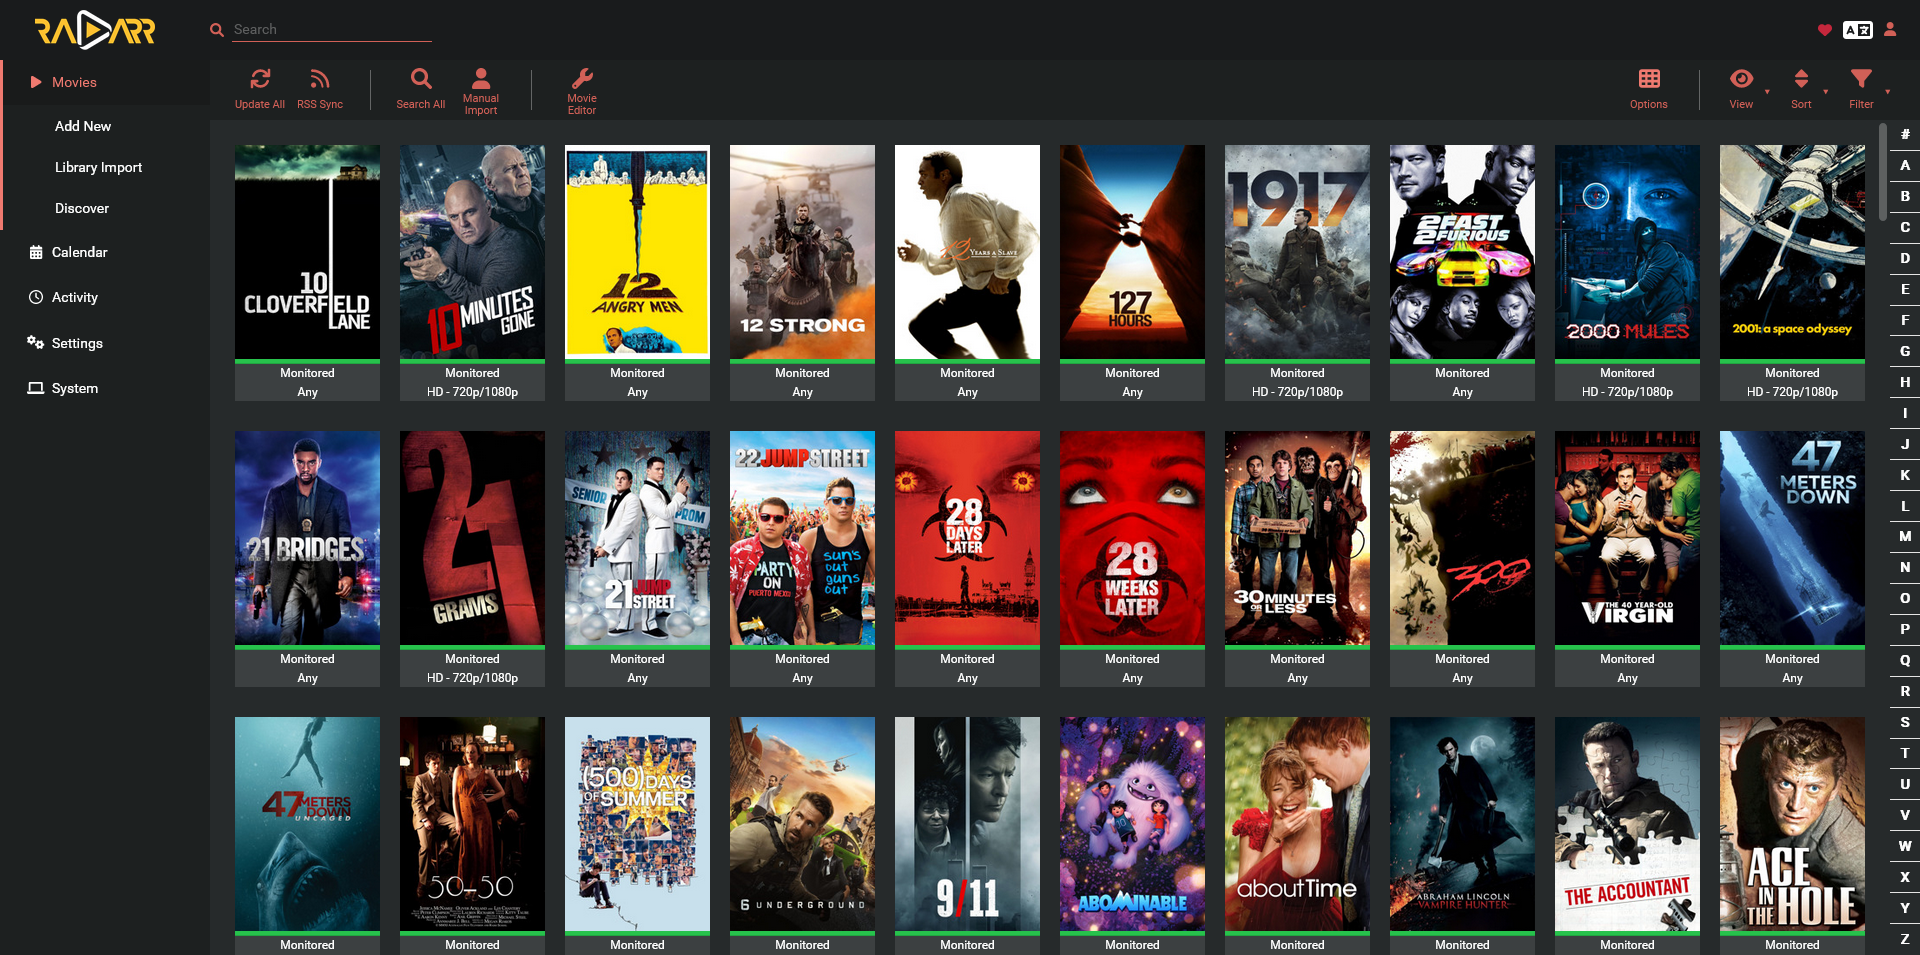 RADARR
Search
Movies
Add New
Library Import
Discover
Calendar
Activity
Settings
System
Update All
RSS Sync
Search All
Manual
Import
Movie
Editor
Options
View
Sort
Filter
10
CLOVERFIELD
LANE
Monitored
Any
10 MINUTES
GONE
Monitored
HD - 720p/1080p
12
ANGRY MEN
Monitored
Any
12 STRONG
Monitored
Any
12 YEARS A SLAVE
Monitored
Any
127
HOURS
Monitored
Any
1917
Monitored
HD - 720p/1080p
2 FAST
2 FURIOUS
Monitored
Any
2000 MULES
Monitored
HD - 720p/1080p
2001: a space odyssey
Monitored
HD - 720p/1080p
21 BRIDGES
Monitored
Any
21
GRAMS
Monitored
HD - 720p/1080p
SENIOR
PROM
21 JUMP
STREET
Monitored
Any
22 JUMP STREET
PARTY
ON
PUERTO MEXICO
suns
out
guns
out
Monitored
Any
28
DAYS
LATER
Monitored
Any
28
WEEKS
LATER
Monitored
Any
30 MINUTES
OR LESS
Monitored
Any
300
Monitored
Any
THE 40 YEAR-OLD
VIRGIN
Monitored
Any
47
METERS
DOWN
Monitored
Any
47 METERS
DOWN
UNCAGED
Monitored
50-50
Monitored
(500) DAYS
OF SUMMER
Monitored
6 UNDERGROUND
Monitored
9/11
Monitored
ABOMINABLE
Monitored
about Time
Monitored
ABRAHAM LINCOLN
VAMPIRE HUNTER
Monitored
THE ACCOUNTANT
Monitored
ACE
IN
THE HOLE
Monitored
#
A
B
C
D
E
F
G
H
I
J
K
L
M
N
O
P
Q
R
S
T
U
V
W
X
Y
Z